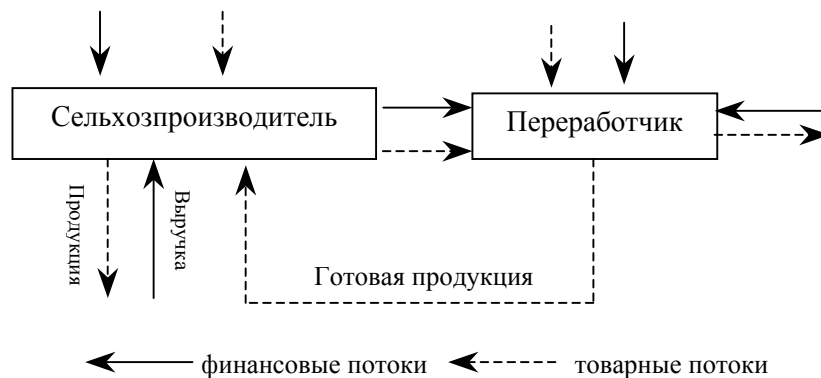 Сельхозпроизводитель
Переработчик
Продукция
Выручка
Готовая продукция
финансовые потоки
товарные потоки